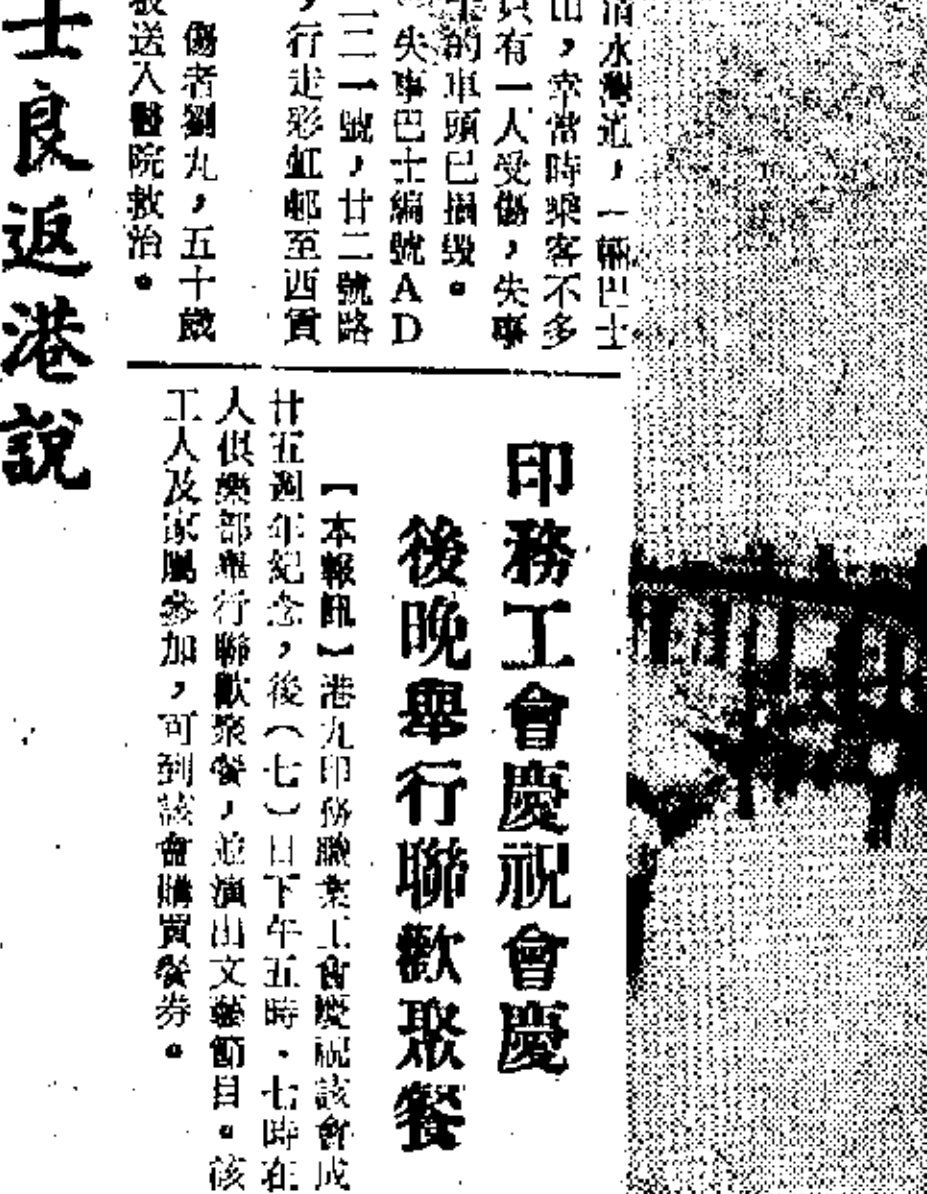 清水灣道，一輛巴士
山，幸當時乘客不多
只有一人受傷，失事
的車頭已損毀。
失事巴士編號AD
二二一號，廿二號路
，行走彩虹邨至西貢
傷者劉九，五十歲
被送入醫院救治。
印務工會慶祝會慶
後晚舉行聯歡聚餐
【本報訊】港九印務職業工會慶祝該會成
廿五週年紀念，後（七）日下午五時、七時在
人俱樂部舉行聯歡聚餐，並演出文藝節目。該
工人及家屬參加，可到該會購買餐券。
士良返港說